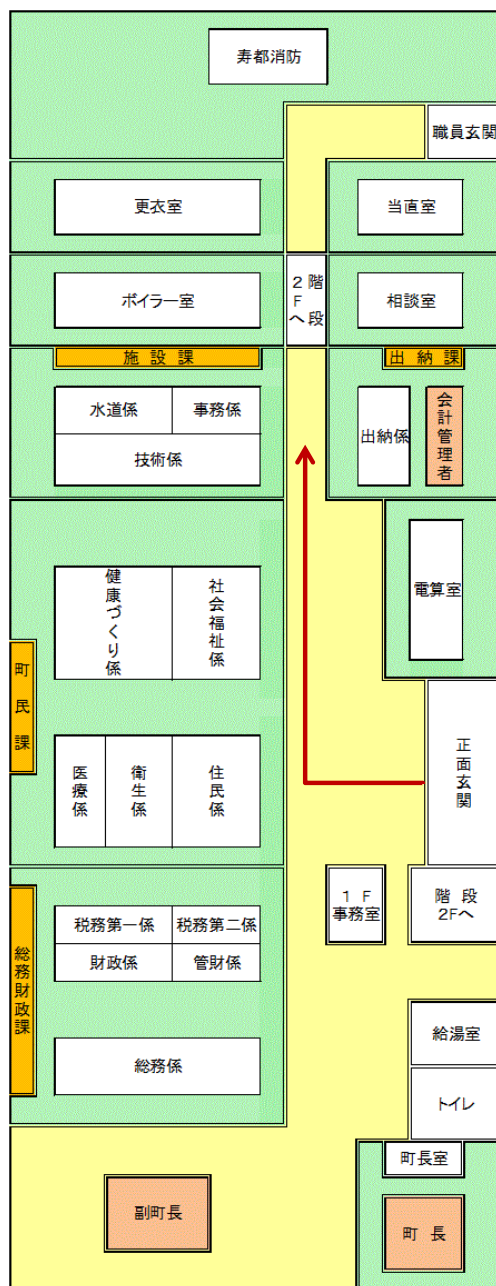 寿都消防
職員玄関
更衣室
当直室
ボイラー室
階段
2Fへ
相談室
施設課
出納課
水道係
事務係
技術係
出納係
会計管理者
健康づくり係
社会福祉係
電算室
町民課
医療係
衛生係
住民係
正面玄関
1F
事務室
階段
2Fへ
税務第一係
税務第二係
財政係
管財係
総務財政課
総務係
給湯室
トイレ
町長室
副町長
町長